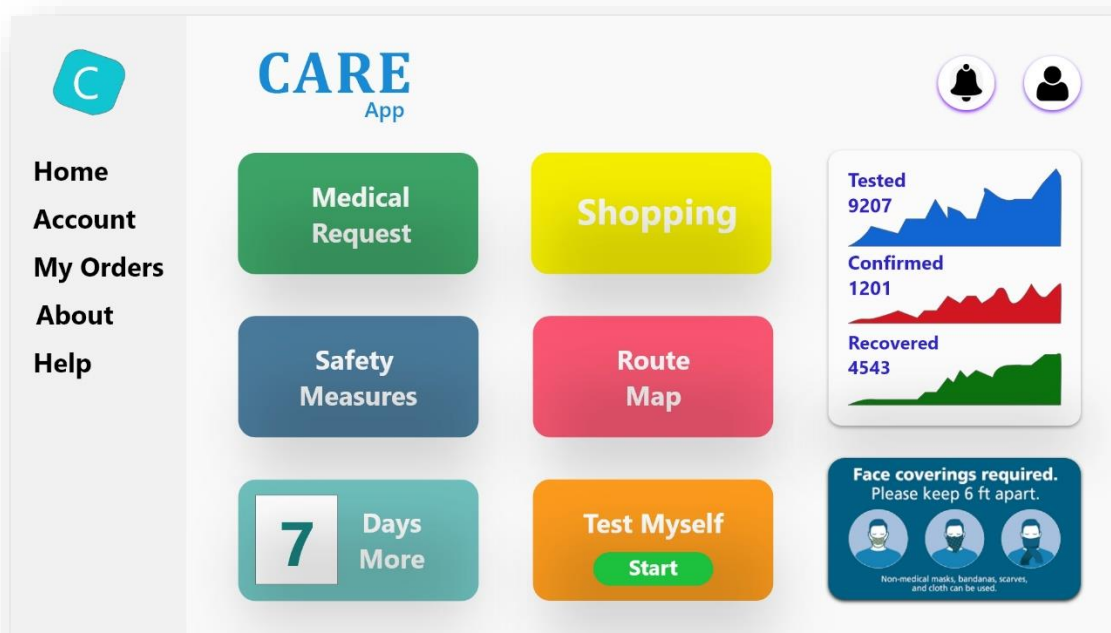 C
CARE
App
Home
Account
My Orders
About
Help
Medical
Request
Shopping
Safety
Measures
Route
Map
7
Days
More
Test Myself
Start
Tested
9207
Confirmed
1201
Recovered
4543
Face coverings required.
Please keep 6 ft apart.
Non-medical masks, bandanas, scarves,
and cloth can be used.